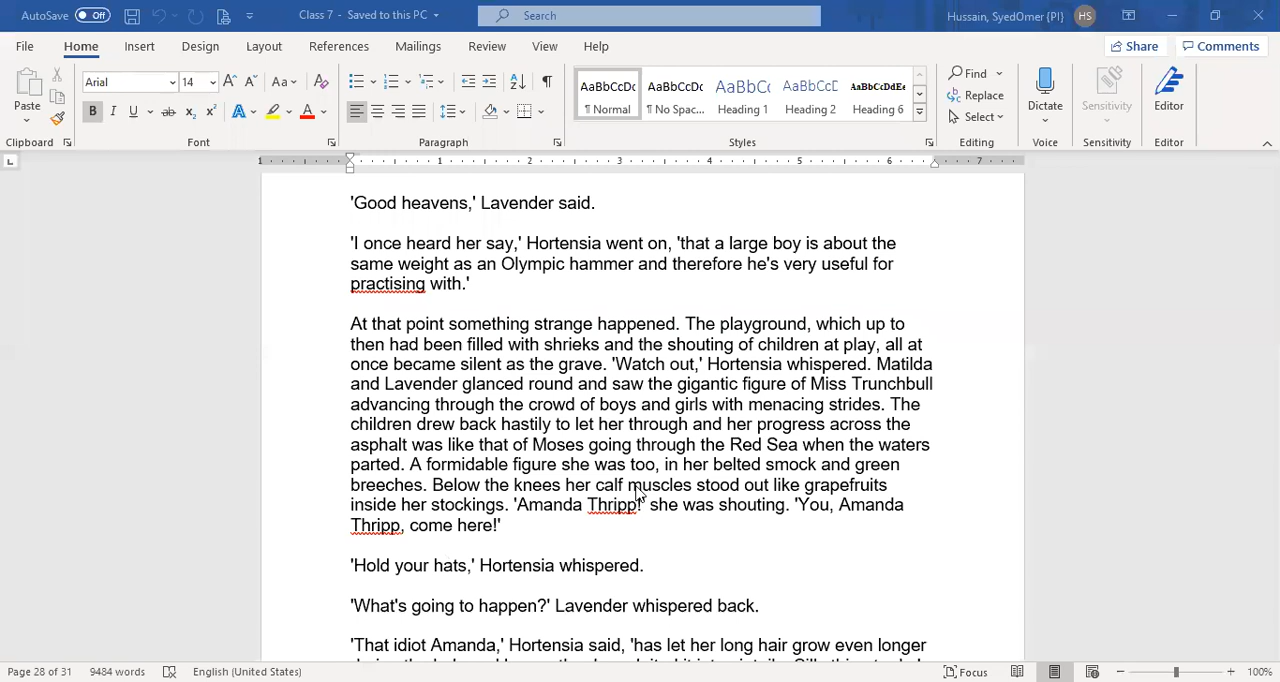 AutoSave Off Class 7 - Saved to this PC Search Hussain, SyedOmer (PI) HS
File Home Insert Design Layout References Mailings Review View Help Share Comments
Paste Arial 14 Aa AaBbCcDc AaBbCcDc AaBbC AaBbCcD AaBbCcDdEe Find Dictate Sensitivity Editor
¶ Normal ¶ No Spac... Heading 1 Heading 2 Heading 6 Replace
Select
Clipboard Font Paragraph Styles Editing Voice Sensitivity Editor
1 1 2 3 4 5 6 7
'Good heavens,' Lavender said.
'I once heard her say,' Hortensia went on, 'that a large boy is about the
same weight as an Olympic hammer and therefore he's very useful for
practising with.'
At that point something strange happened. The playground, which up to
then had been filled with shrieks and the shouting of children at play, all at
once became silent as the grave. 'Watch out,' Hortensia whispered. Matilda
and Lavender glanced round and saw the gigantic figure of Miss Trunchbull
advancing through the crowd of boys and girls with menacing strides. The
children drew back hastily to let her through and her progress across the
asphalt was like that of Moses going through the Red Sea when the waters
parted. A formidable figure she was too, in her belted smock and green
breeches. Below the knees her calf muscles stood out like grapefruits
inside her stockings. 'Amanda Thripp!' she was shouting. 'You, Amanda
Thripp, come here!'
'Hold your hats,' Hortensia whispered.
'What's going to happen?' Lavender whispered back.
'That idiot Amanda,' Hortensia said, 'has let her long hair grow even longer
Page 28 of 31 9484 words English (United States) Focus 100%